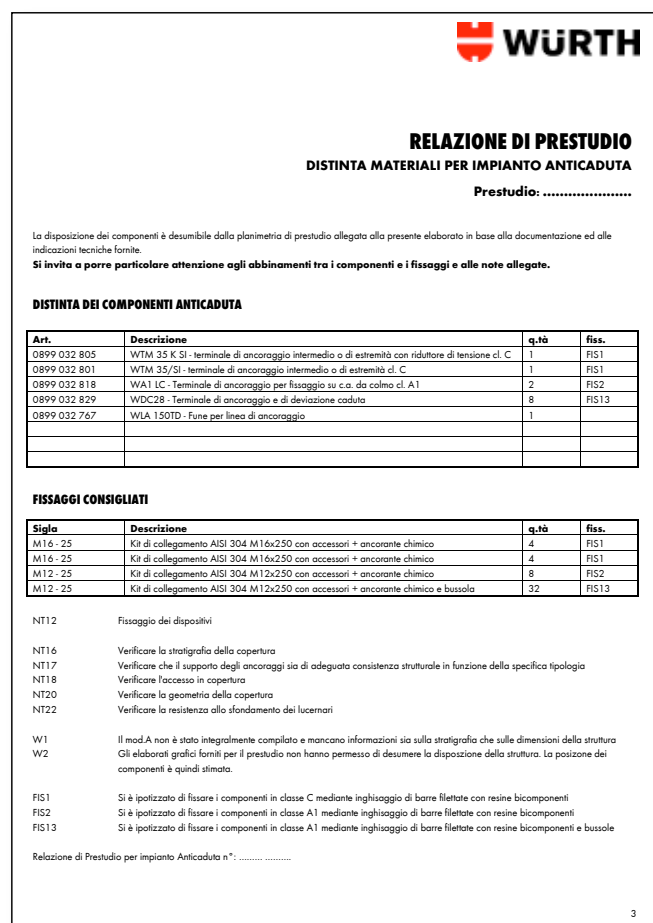 WÜRTH
RELAZIONE DI PRESTUDIO
DISTINTA MATERIALI PER IMPIANTO ANTICADUTA
Prestudio: .....................
La disposizione dei componenti è desumibile dalla planimetria di prestudio allegata alla presente elaborato in base alla documentazione ed alle
indicazioni tecniche fornite.
Si invita a porre particolare attenzione agli abbinamenti tra i componenti e i fissaggi e alle note allegate.
DISTINTA DEI COMPONENTI ANTICADUTA
Art. Descrizione q.tà fiss.
0899 032 805 WTM 35 K SI - terminale di ancoraggio intermedio o di estremità con riduttore di tensione cl. C 1 FIS1
0899 032 801 WTM 35/SI - terminale di ancoraggio intermedio o di estremità cl. C 1 FIS1
0899 032 818 WA1 LC - Terminale di ancoraggio per fissaggio su c.a. da colmo cl. A1 2 FIS2
0899 032 829 WDC28 - Terminale di ancoraggio e di deviazione caduta 8 FIS13
0899 032 767 WLA 150TD - Fune per linea di ancoraggio 1
FISSAGGI CONSIGLIATI
Sigla Descrizione q.tà fiss.
M16 - 25 Kit di collegamento AISI 304 M16x250 con accessori + ancorante chimico 4 FIS1
M16 - 25 Kit di collegamento AISI 304 M16x250 con accessori + ancorante chimico 4 FIS1
M12 - 25 Kit di collegamento AISI 304 M12x250 con accessori + ancorante chimico 8 FIS2
M12 - 25 Kit di collegamento AISI 304 M12x250 con accessori + ancorante chimico e bussola 32 FIS13
NT12 Fissaggio dei dispositivi
NT16 Verificare la stratigrafia della copertura
NT17 Verificare che il supporto degli ancoraggi sia di adeguata consistenza strutturale in funzione della specifica tipologia
NT18 Verificare l'accesso in copertura
NT20 Verificare la geometria della copertura
NT22 Verificare la resistenza allo sfondamento dei lucernari
W1 Il mod.A non è stato integralmente compilato e mancano informazioni sia sulla stratigrafia che sulle dimensioni della struttura
W2 Gli elaborati grafici forniti per il prestudio non hanno permesso di desumere la disposzione della struttura. La posizone dei
componenti è quindi stimata.
FIS1 Si è ipotizzato di fissare i componenti in classe C mediante inghisaggio di barre filettate con resine bicomponenti
FIS2 Si è ipotizzato di fissare i componenti in classe A1 mediante inghisaggio di barre filettate con resine bicomponenti
FIS13 Si è ipotizzato di fissare i componenti in classe A1 mediante inghisaggio di barre filettate con resine bicomponenti e bussole
Relazione di Prestudio per impianto Anticaduta n°: ......... ..........
3